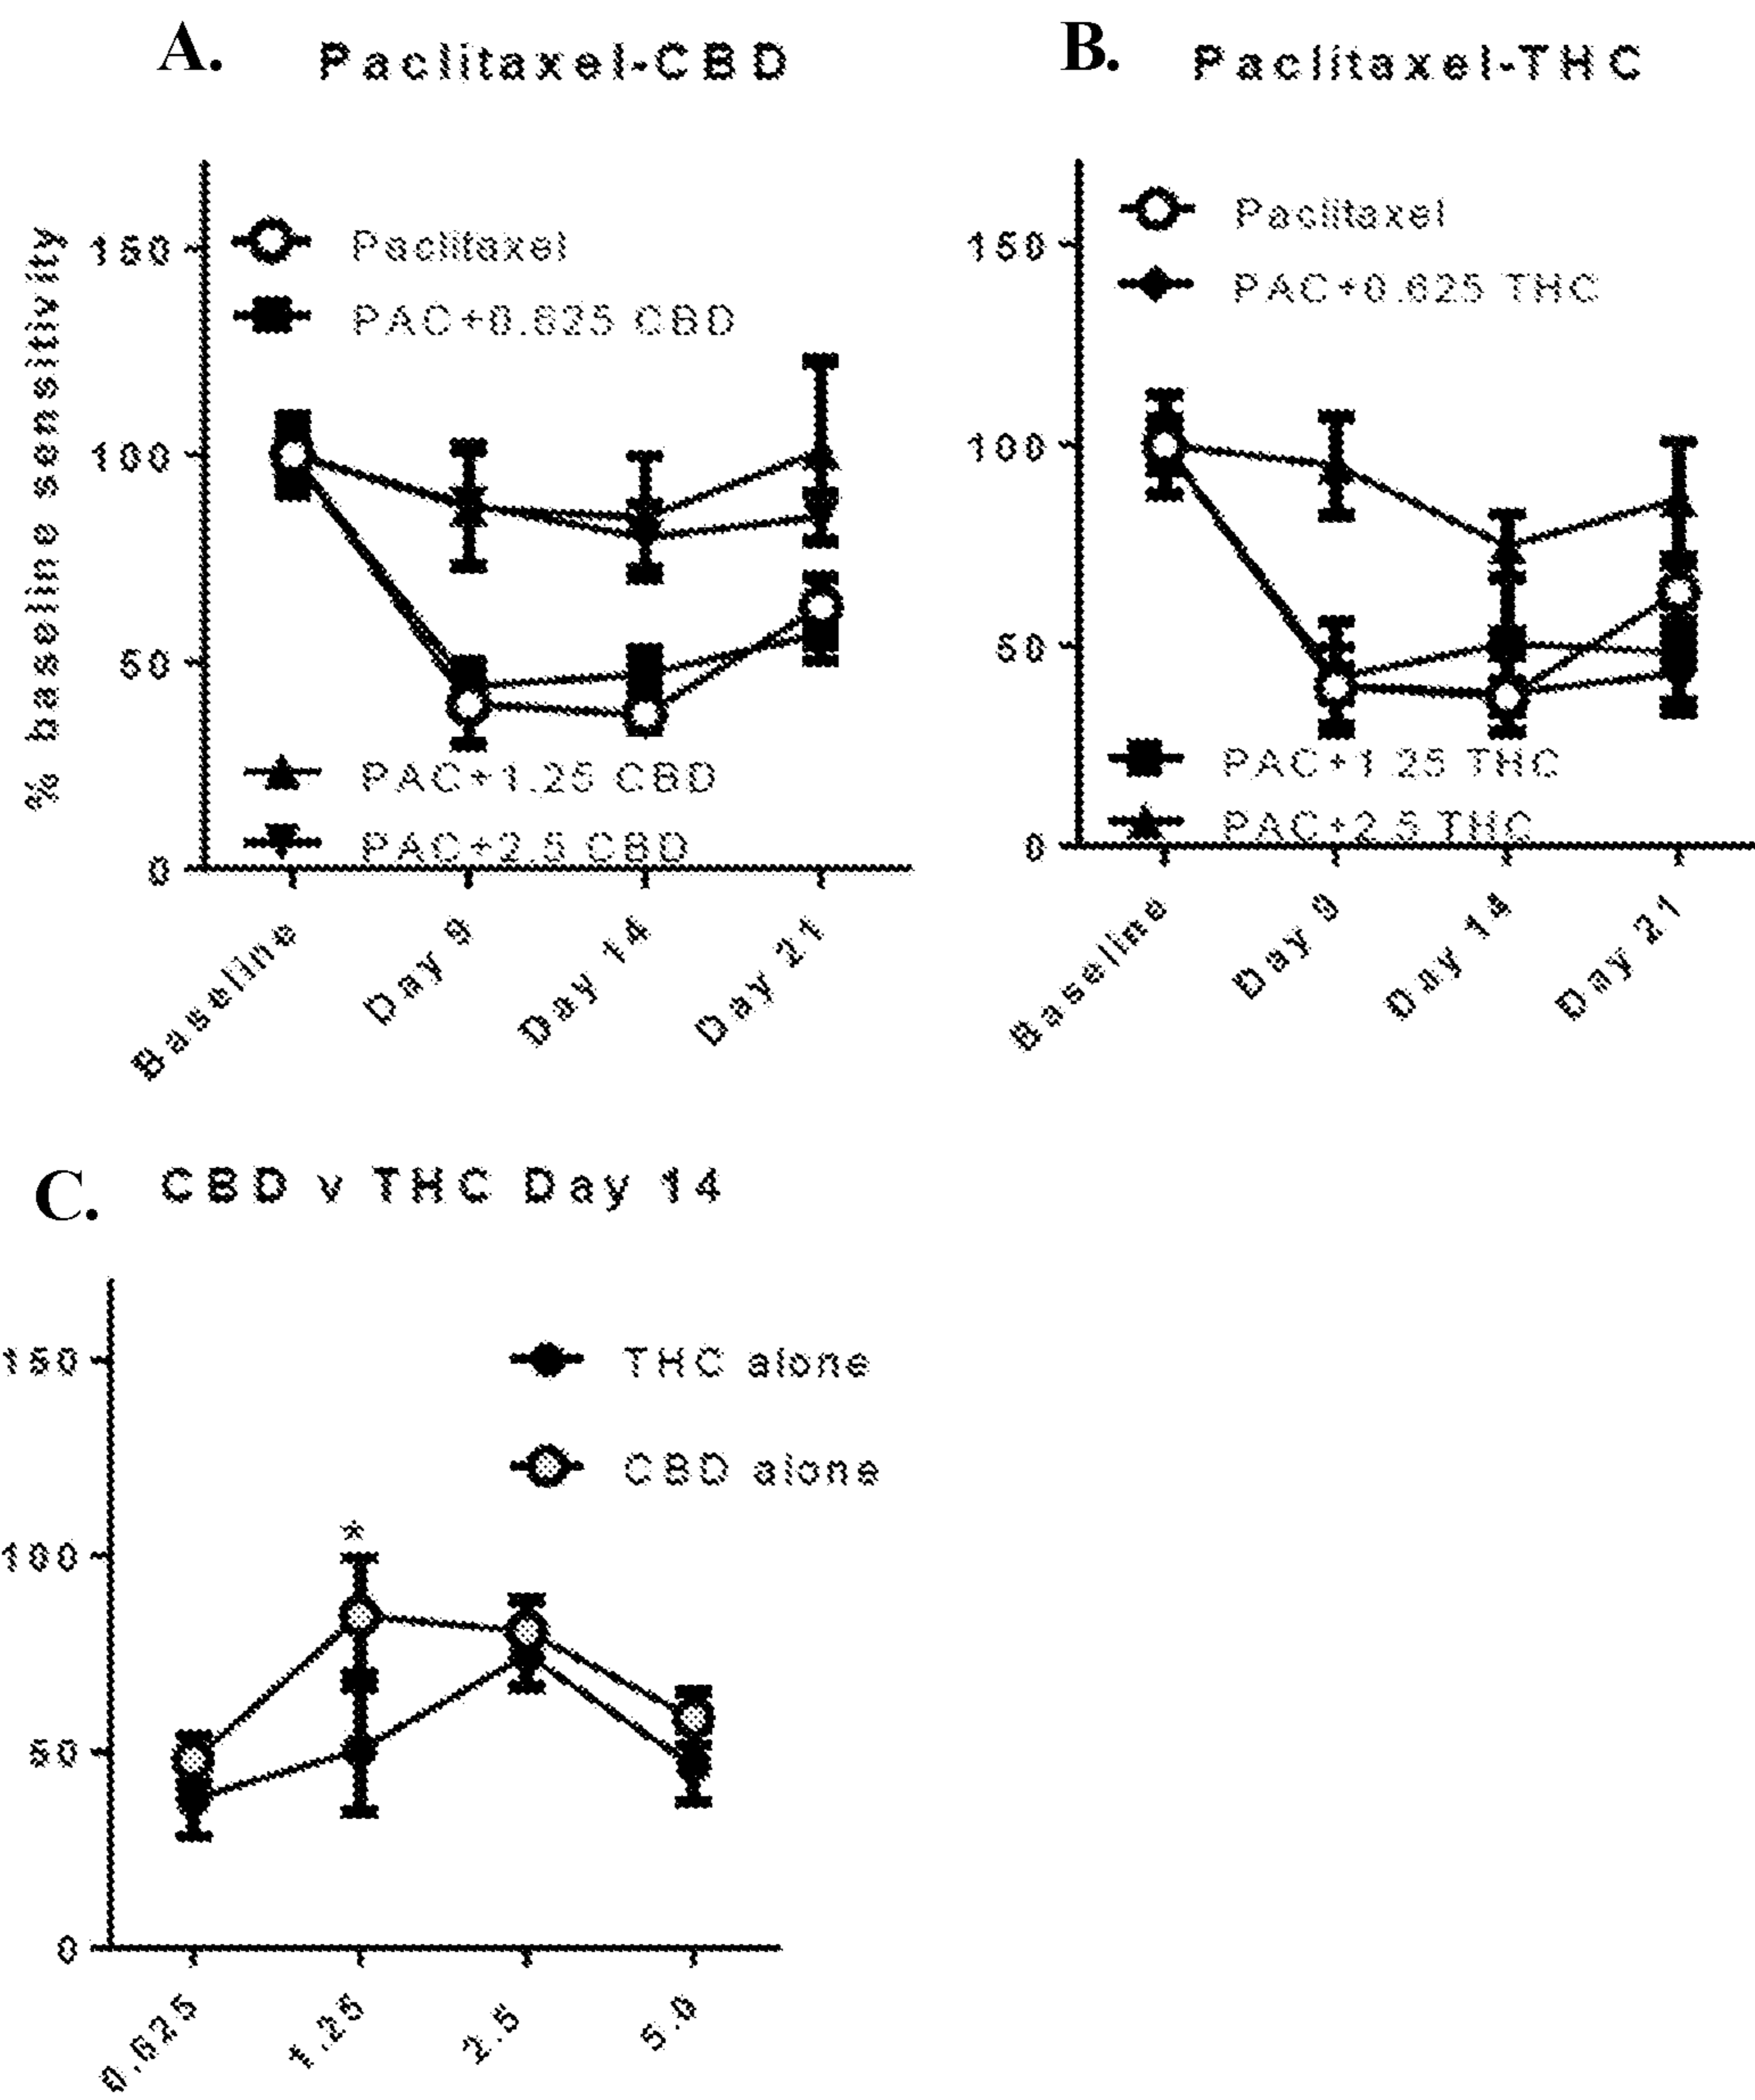 A. Paclitaxel-CBD
% baseline sensitivity
150
100
50
0
Paclitaxel
PAC+0.625 CBD
PAC+1.25 CBD
PAC+2.5 CBD
Baseline
Day 9
Day 14
Day 21
B. Paclitaxel-THC
150
100
50
0
Paclitaxel
PAC+0.625 THC
PAC+1.25 THC
PAC+2.5 THC
Baseline
Day 9
Day 14
Day 21
C. CBD v THC Day 14
150
100
50
0
THC alone
CBD alone
*
0.625
1.25
2.5
5.0